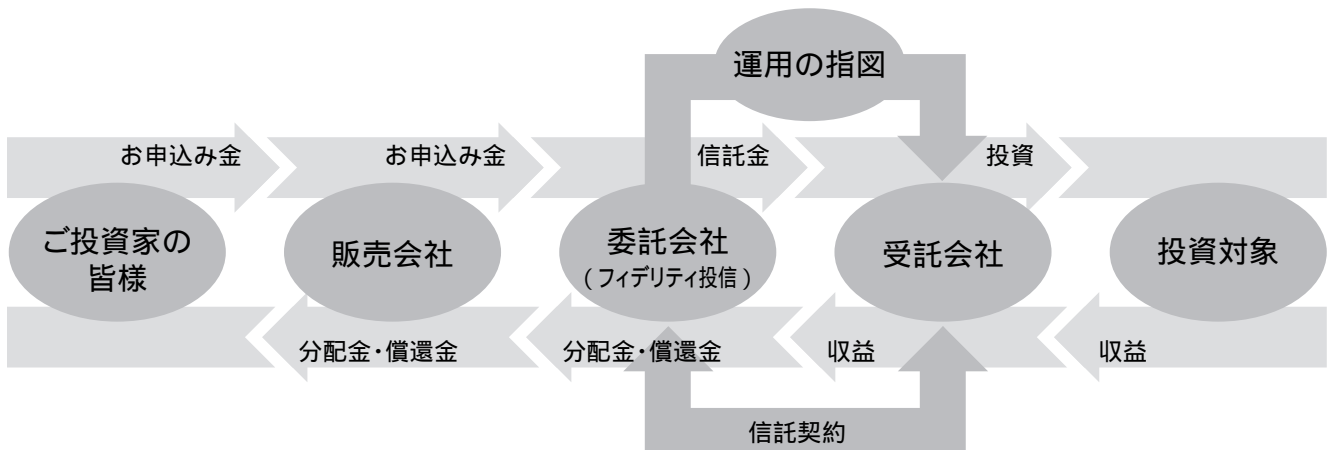 運用の指図
お申込み金
お申込み金
信託金
投資
ご投資家の
皆様
販売会社
委託会社
(フィデリティ投信)
受託会社
投資対象
分配金・償還金
分配金・償還金
収益
収益
信託契約